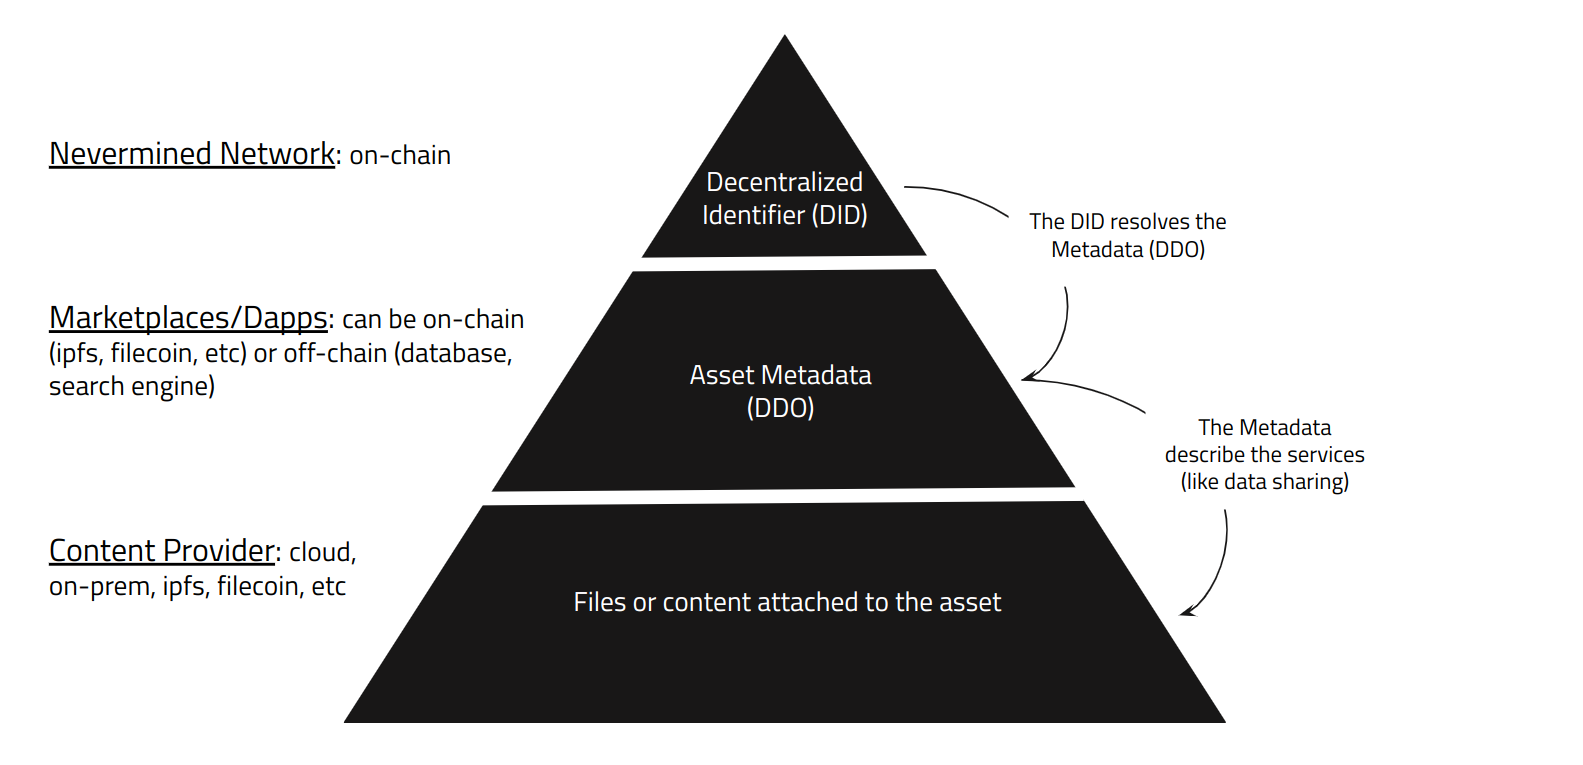 Nevermined Network: on-chain
Decentralized
Identifier (DID)
The DID resolves the
Metadata (DDO)
Marketplaces/Dapps: can be on-chain
(ipfs, filecoin, etc) or off-chain (database,
search engine)
Asset Metadata
(DDO)
The Metadata
describe the services
(like data sharing)
Content Provider: cloud,
on-prem, ipfs, filecoin, etc
Files or content attached to the asset